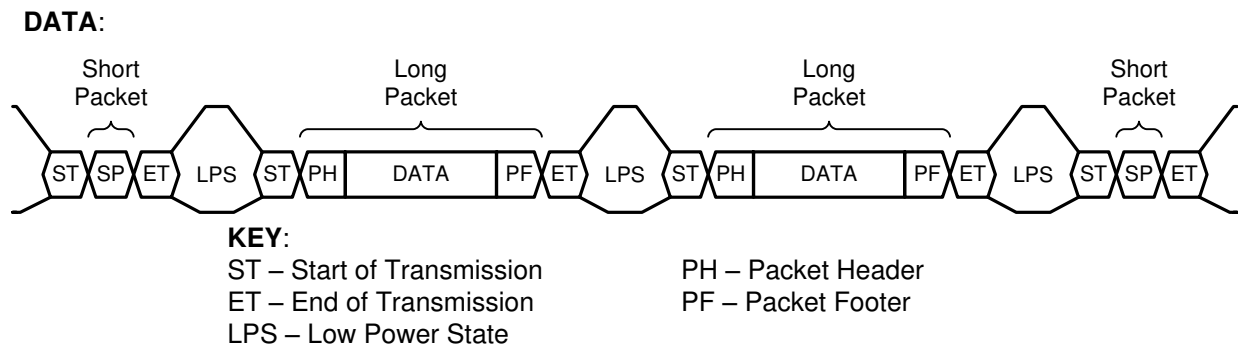 DATA:
Short Packet
Long Packet
Long Packet
Short Packet
ST SP ET LPS ST PH DATA PF ET LPS ST PH DATA PF ET LPS ST SP ET
KEY:
ST – Start of Transmission
ET – End of Transmission
LPS – Low Power State
PH – Packet Header
PF – Packet Footer